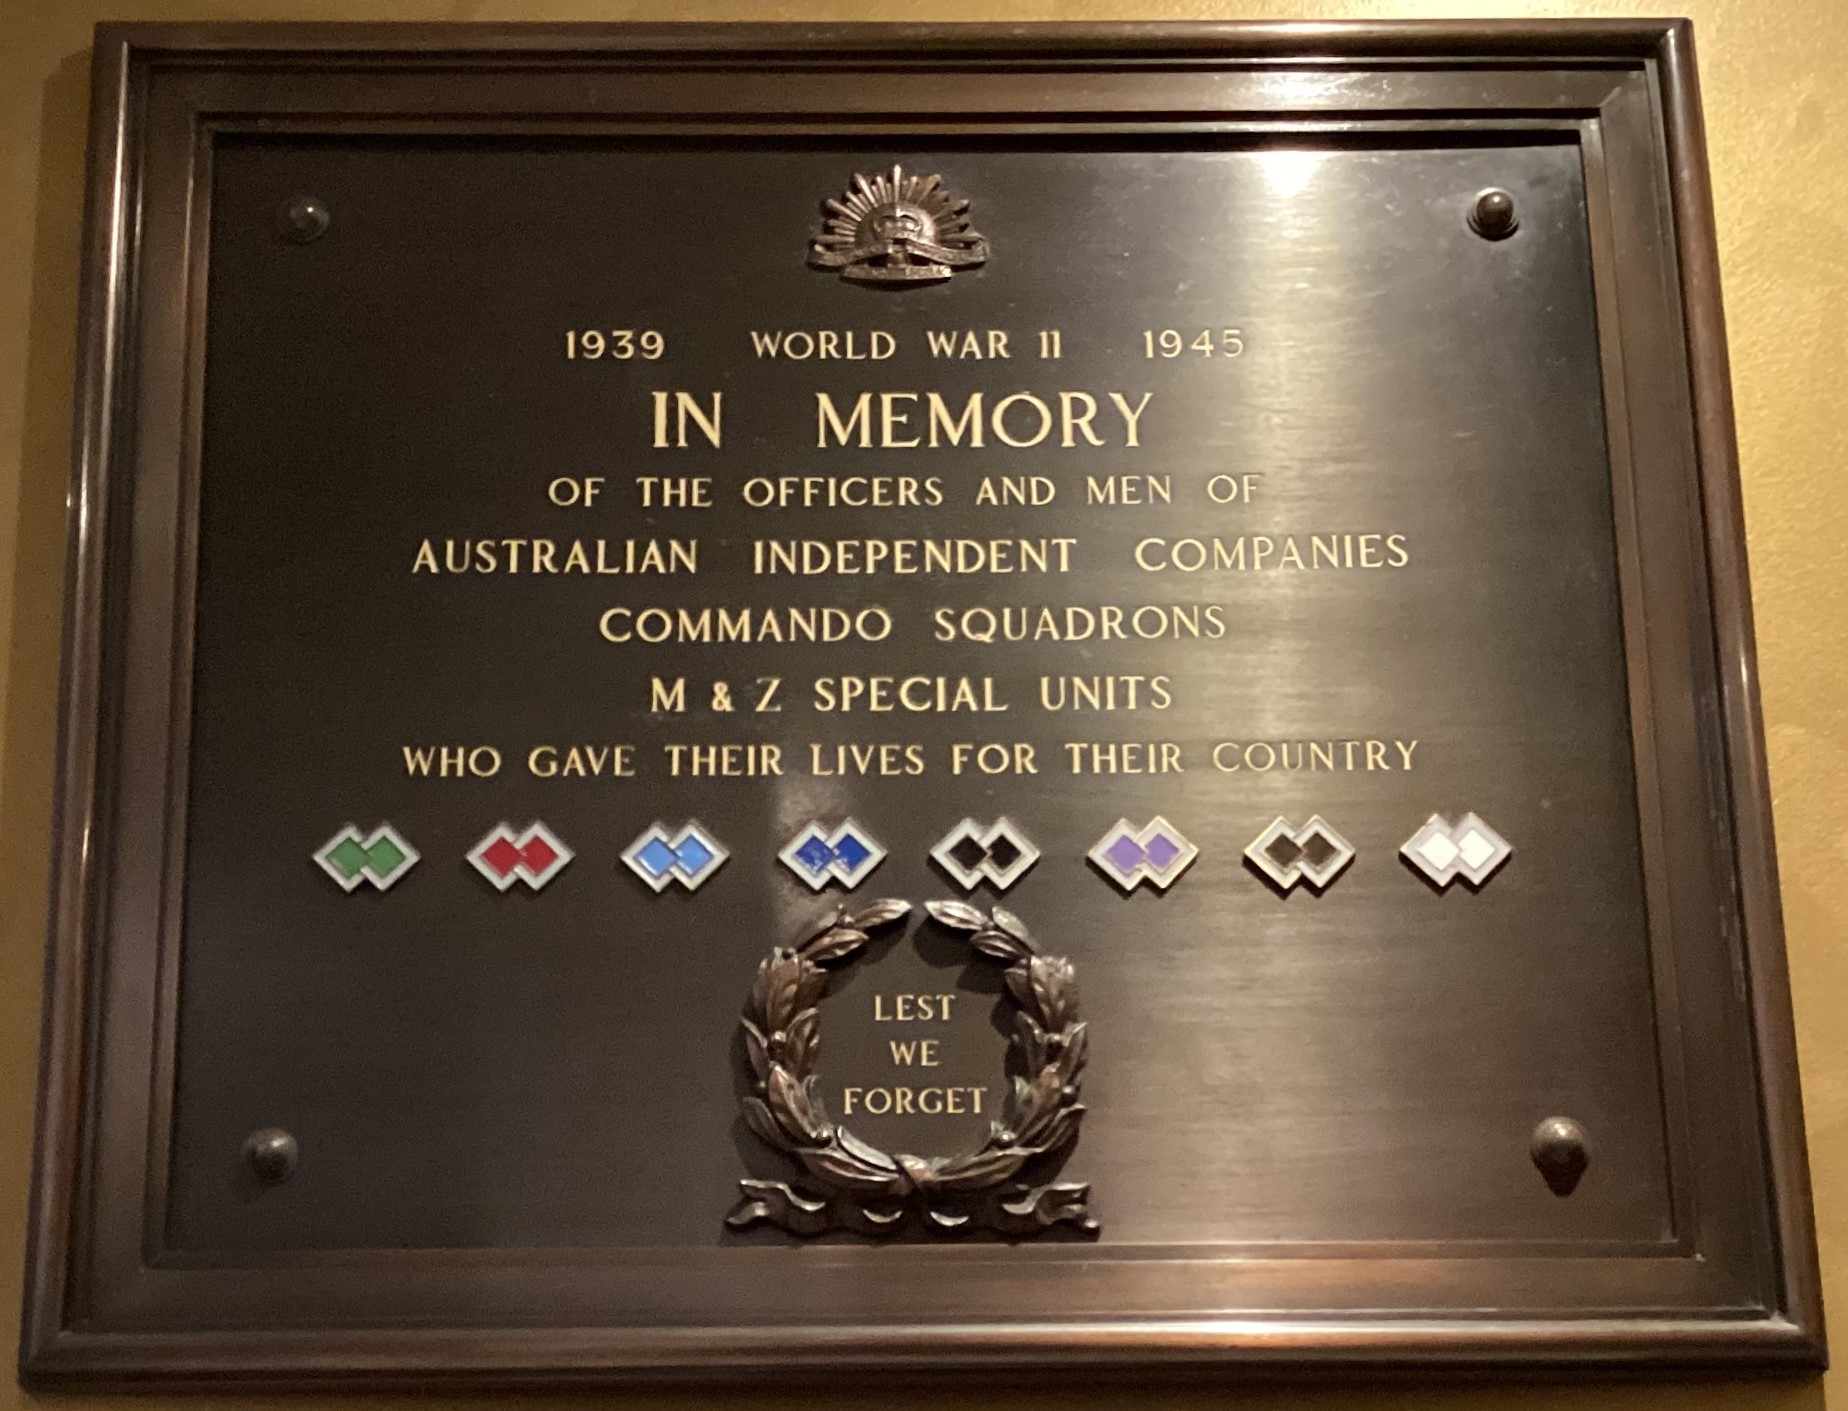 1939 WORLD WAR II 1945
IN MEMORY
OF THE OFFICERS AND MEN OF
AUSTRALIAN INDEPENDENT COMPANIES
COMMANDO SQUADRONS
M & Z SPECIAL UNITS
WHO GAVE THEIR LIVES FOR THEIR COUNTRY
LEST
WE
FORGET